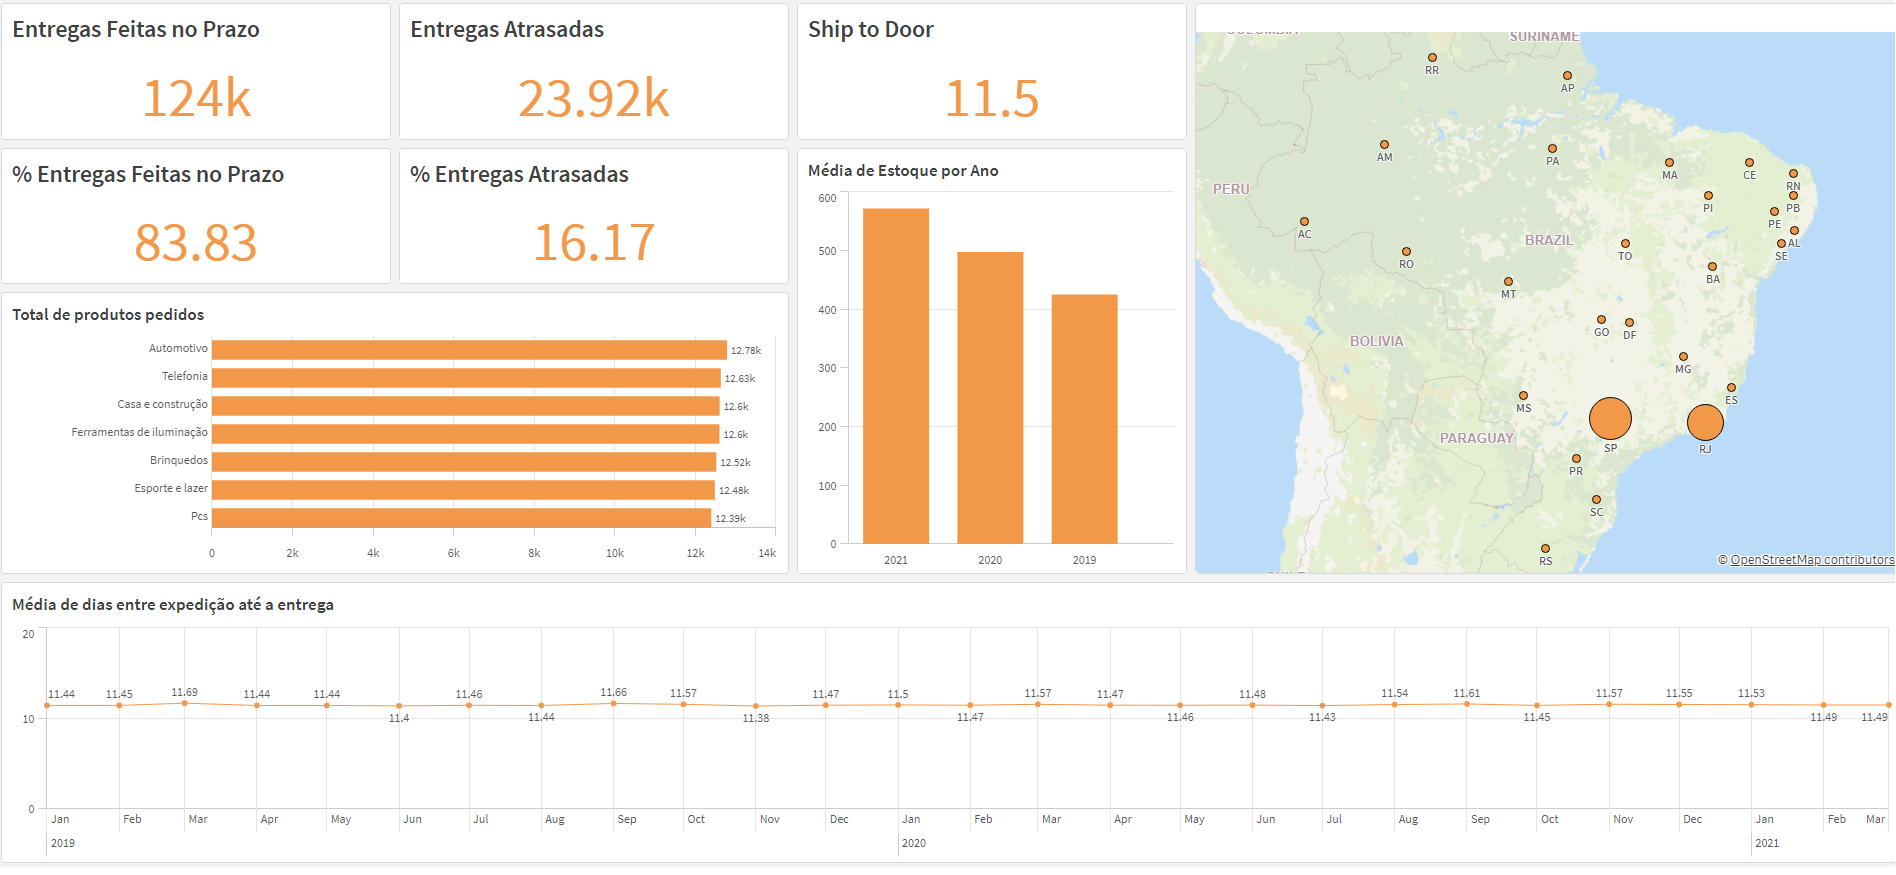 Entregas Feitas no Prazo
124k
Entregas Atrasadas
23.92k
Ship to Door
11.5
% Entregas Feitas no Prazo
83.83
% Entregas Atrasadas
16.17
Total de produtos pedidos
Automotivo 12.78k
Telefonia 12.63k
Casa e construção 12.6k
Ferramentas de iluminação 12.6k
Brinquedos 12.52k
Esporte e lazer 12.48k
Pcs 12.39k
0 2k 4k 6k 8k 10k 12k 14k
Média de Estoque por Ano
600
500
400
300
200
100
0
2021 2020 2019
SURINAME
RR
AP
AM
PA
MA
CE
PERU
RN
PI
PB
PE
AC
BRAZIL
AL
RO
TO
SE
MT
BA
GO
DF
BOLIVIA
MG
MS
ES
PARAGUAY
SP
RJ
PR
SC
RS
© OpenStreetMap contributors
Média de dias entre expedição até a entrega
20
10
0
11.44 11.45 11.69 11.44 11.44 11.4 11.46 11.44 11.66 11.57 11.38 11.47 11.5 11.47 11.57 11.47 11.46 11.48 11.43 11.54 11.61 11.45 11.57 11.55 11.53 11.49 11.49
Jan Feb Mar Apr May Jun Jul Aug Sep Oct Nov Dec Jan Feb Mar Apr May Jun Jul Aug Sep Oct Nov Dec Jan Feb Mar
2019 2020 2021